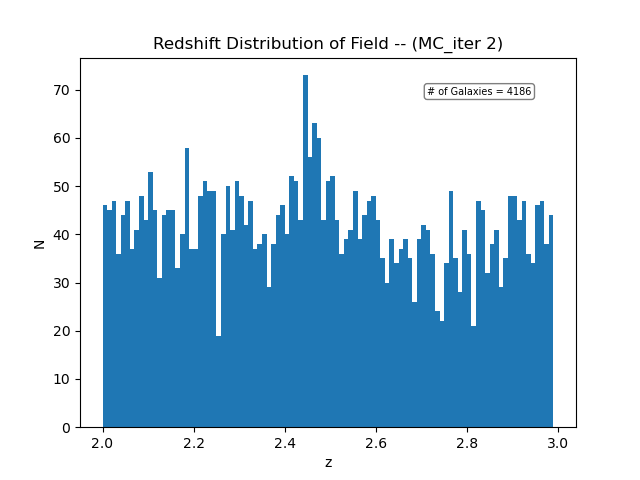 Redshift Distribution of Field -- (MC_iter 2)
# of Galaxies = 4186
70
60
50
40
30
20
10
0
N
2.0 2.2 2.4 2.6 2.8 3.0
z